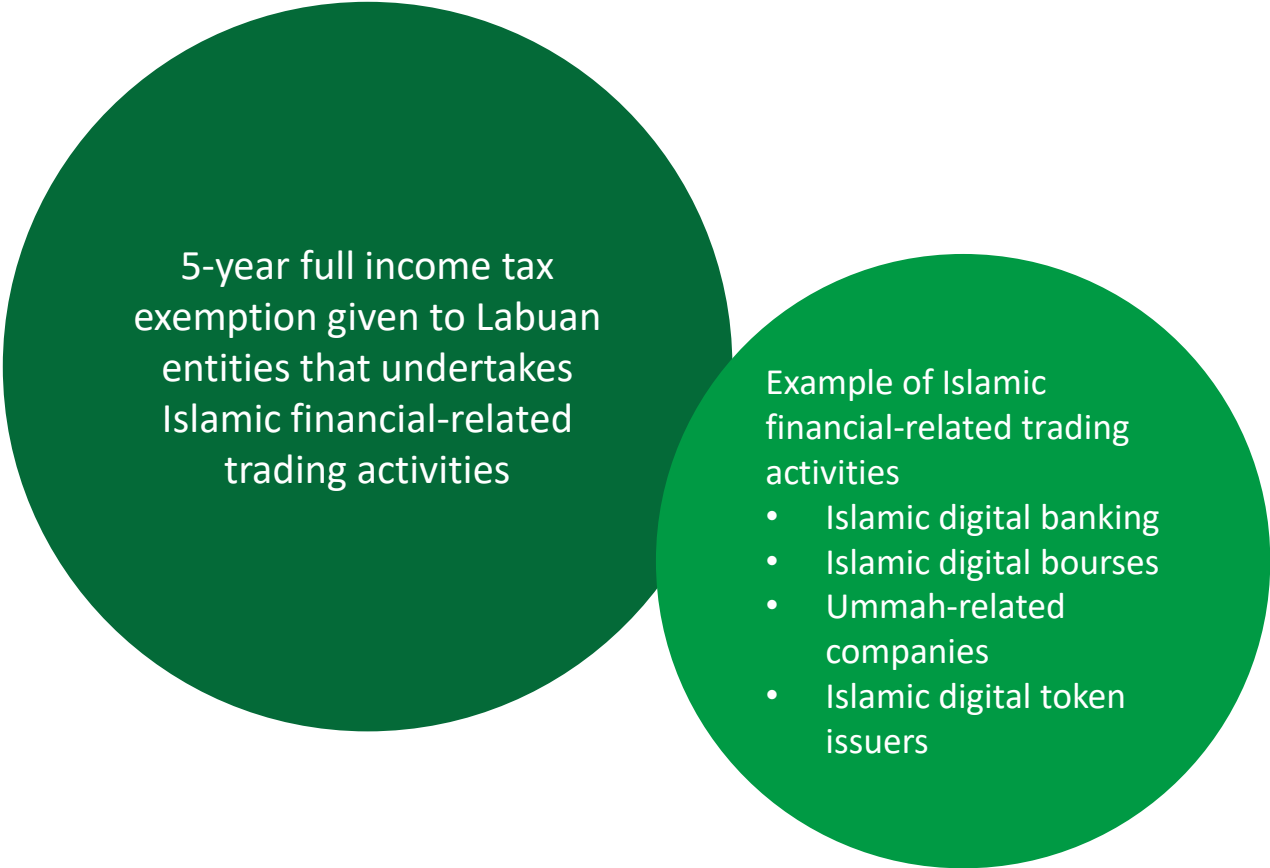 5-year full income tax
exemption given to Labuan
entities that undertakes
Islamic financial-related
trading activities
Example of Islamic
financial-related trading
activities
• Islamic digital banking
• Islamic digital bourses
• Ummah-related
companies
• Islamic digital token
issuers